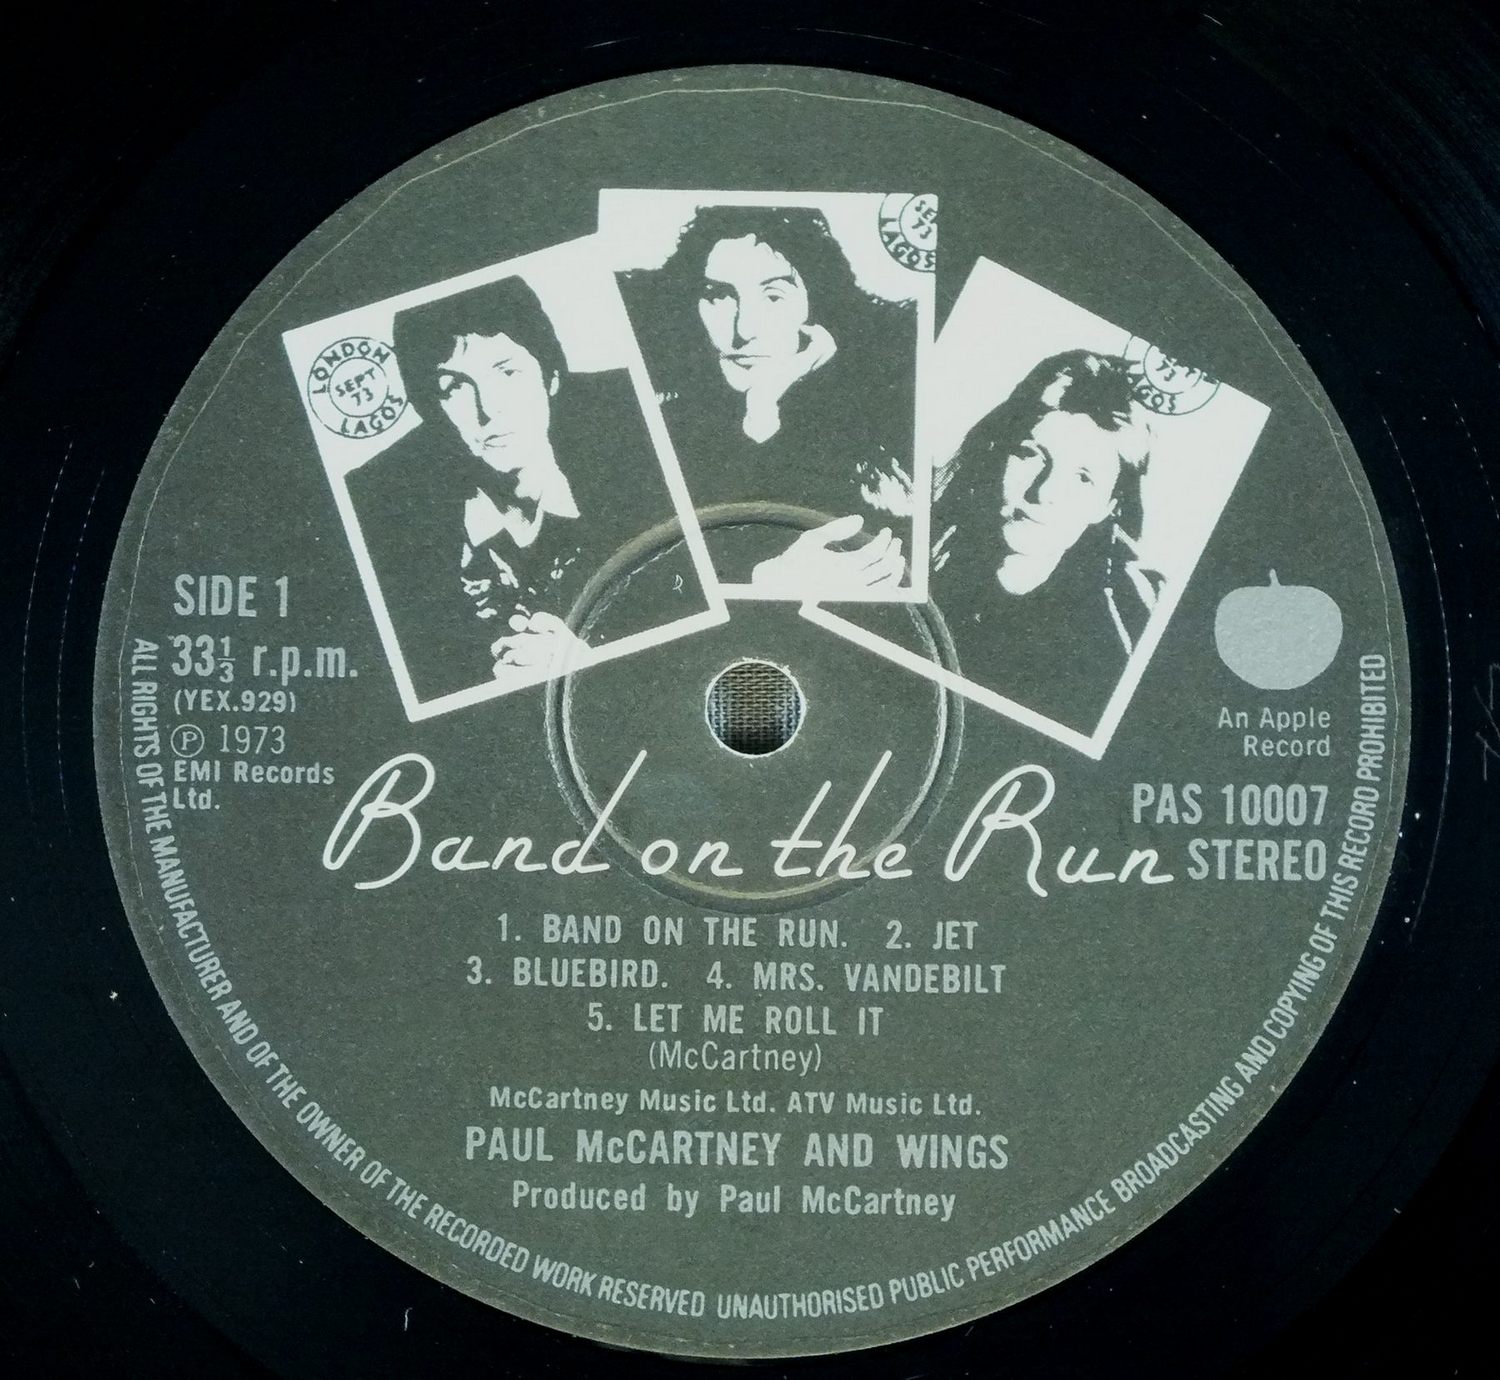 LONDON
SEPT
73
LAGOS
SE
73
LAGOS
73
LAGOS
SIDE 1
33⅓ r.p.m.
(YEX.929)
℗ 1973
EMI Records
Ltd.
An Apple
Record
PAS 10007
STEREO
Band on the Run
1. BAND ON THE RUN. 2. JET
3. BLUEBIRD. 4. MRS. VANDEBILT
5. LET ME ROLL IT
(McCartney)
McCartney Music Ltd. ATV Music Ltd.
PAUL McCARTNEY AND WINGS
Produced by Paul McCartney
ALL RIGHTS OF THE MANUFACTURER AND OF THE OWNER OF THE RECORDED WORK RESERVED UNAUTHORISED PUBLIC PERFORMANCE BROADCASTING AND COPYING OF THIS RECORD PROHIBITED